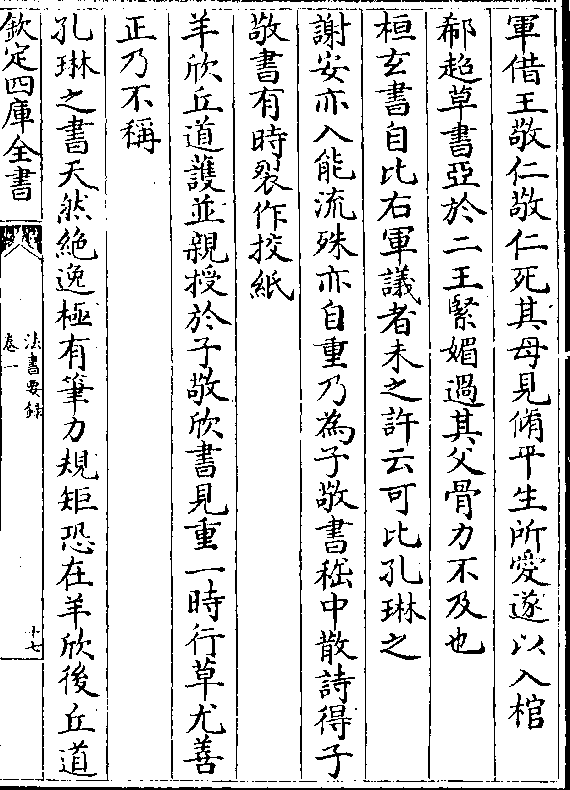 軍借王敬仁敬仁死其母見脩平生所愛遂以入棺
郗超草書亞於二王緊媚過其父骨力不及也
桓玄書自比右軍議者未之許云可比孔琳之
謝安亦入能流殊亦自重乃為子敬書嵇中散詩得子
敬書有時裂作挍紙
羊欣丘道護並親授於子敬欣書見重一時行草尤善
正乃不稱
孔琳之書天然絶逸極有筆力規矩恐在羊欣後丘道
欽定四庫全書
法書要錄
卷一
十七